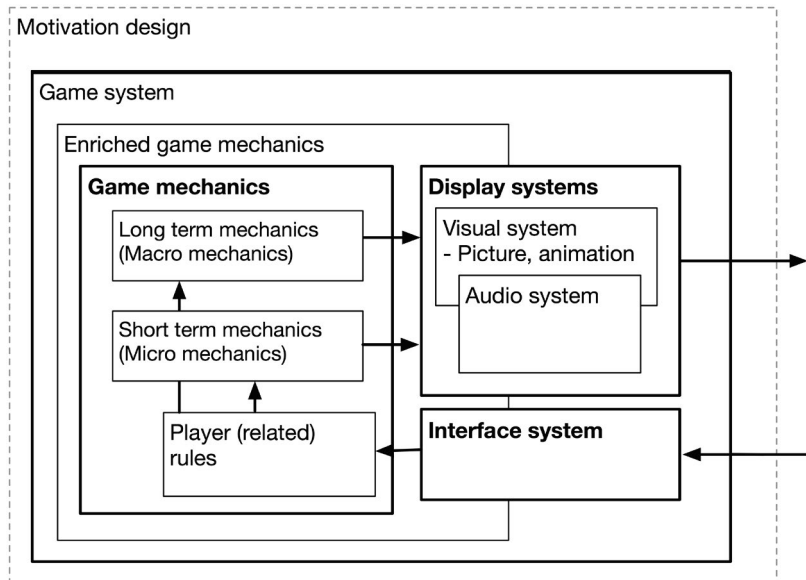 Motivation design
Game system
Enriched game mechanics
Game mechanics
Long term mechanics
(Macro mechanics)
Short term mechanics
(Micro mechanics)
Player (related)
rules
Display systems
Visual system
- Picture, animation
Audio system
Interface system